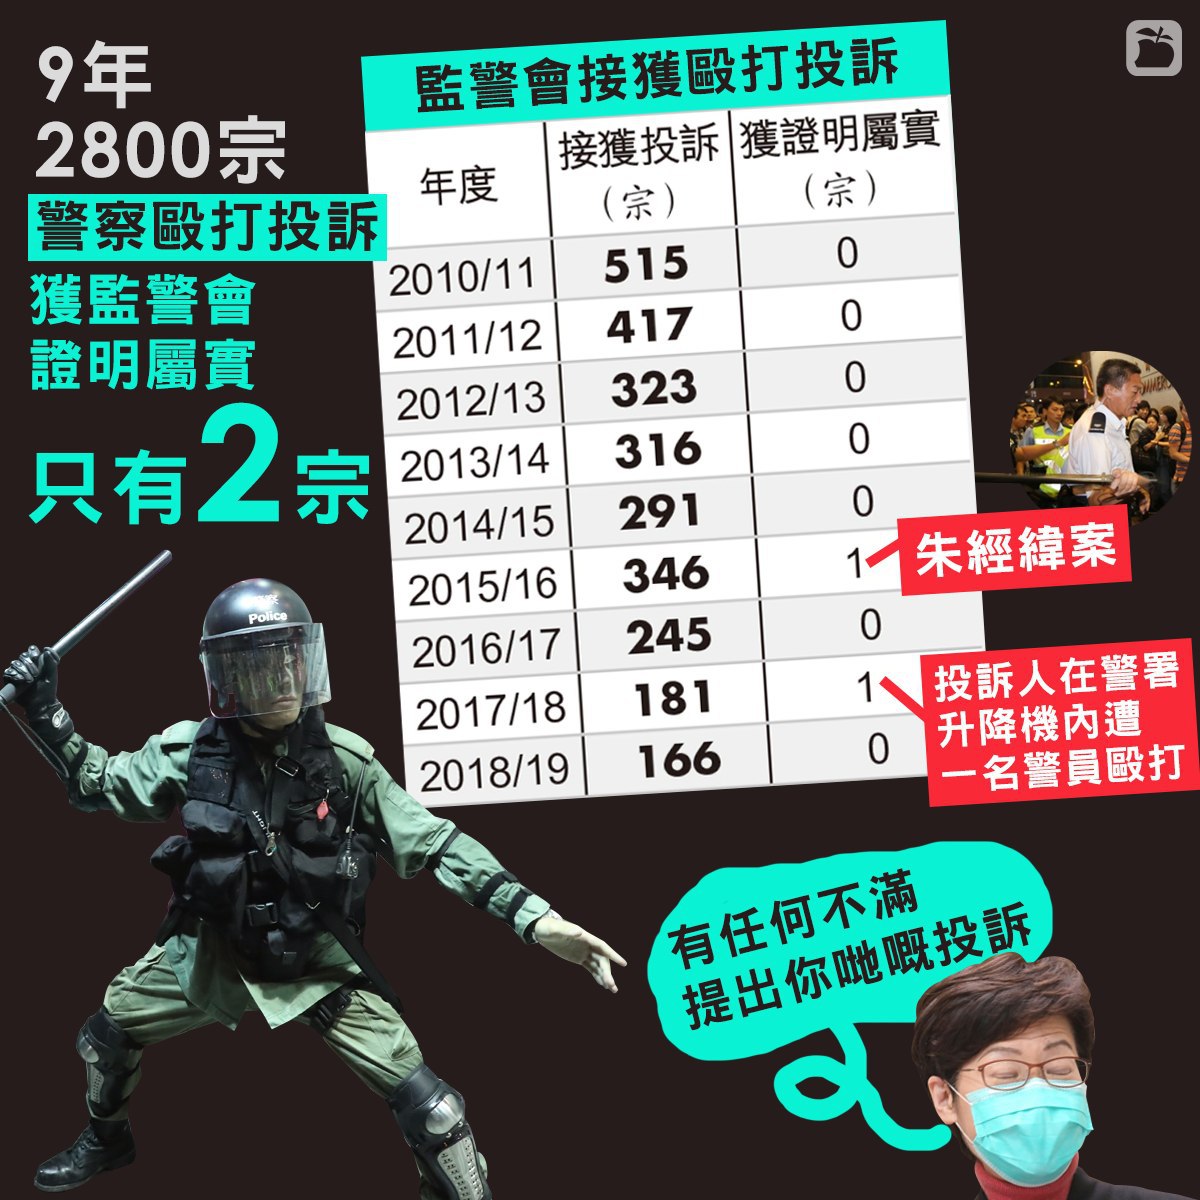 9年
2800宗
警察毆打投訴
獲監警會
證明屬實
只有2宗
監警會接獲毆打投訴
年度 接獲投訴（宗） 獲證明屬實（宗）
2010/11 515 0
2011/12 417 0
2012/13 323 0
2013/14 316 0
2014/15 291 0
2015/16 346 1
2016/17 245 0
2017/18 181 1
2018/19 166 0
朱經緯案
投訴人在警署
升降機內遭
一名警員毆打
Police
有任何不滿
提出你哋嘅投訴